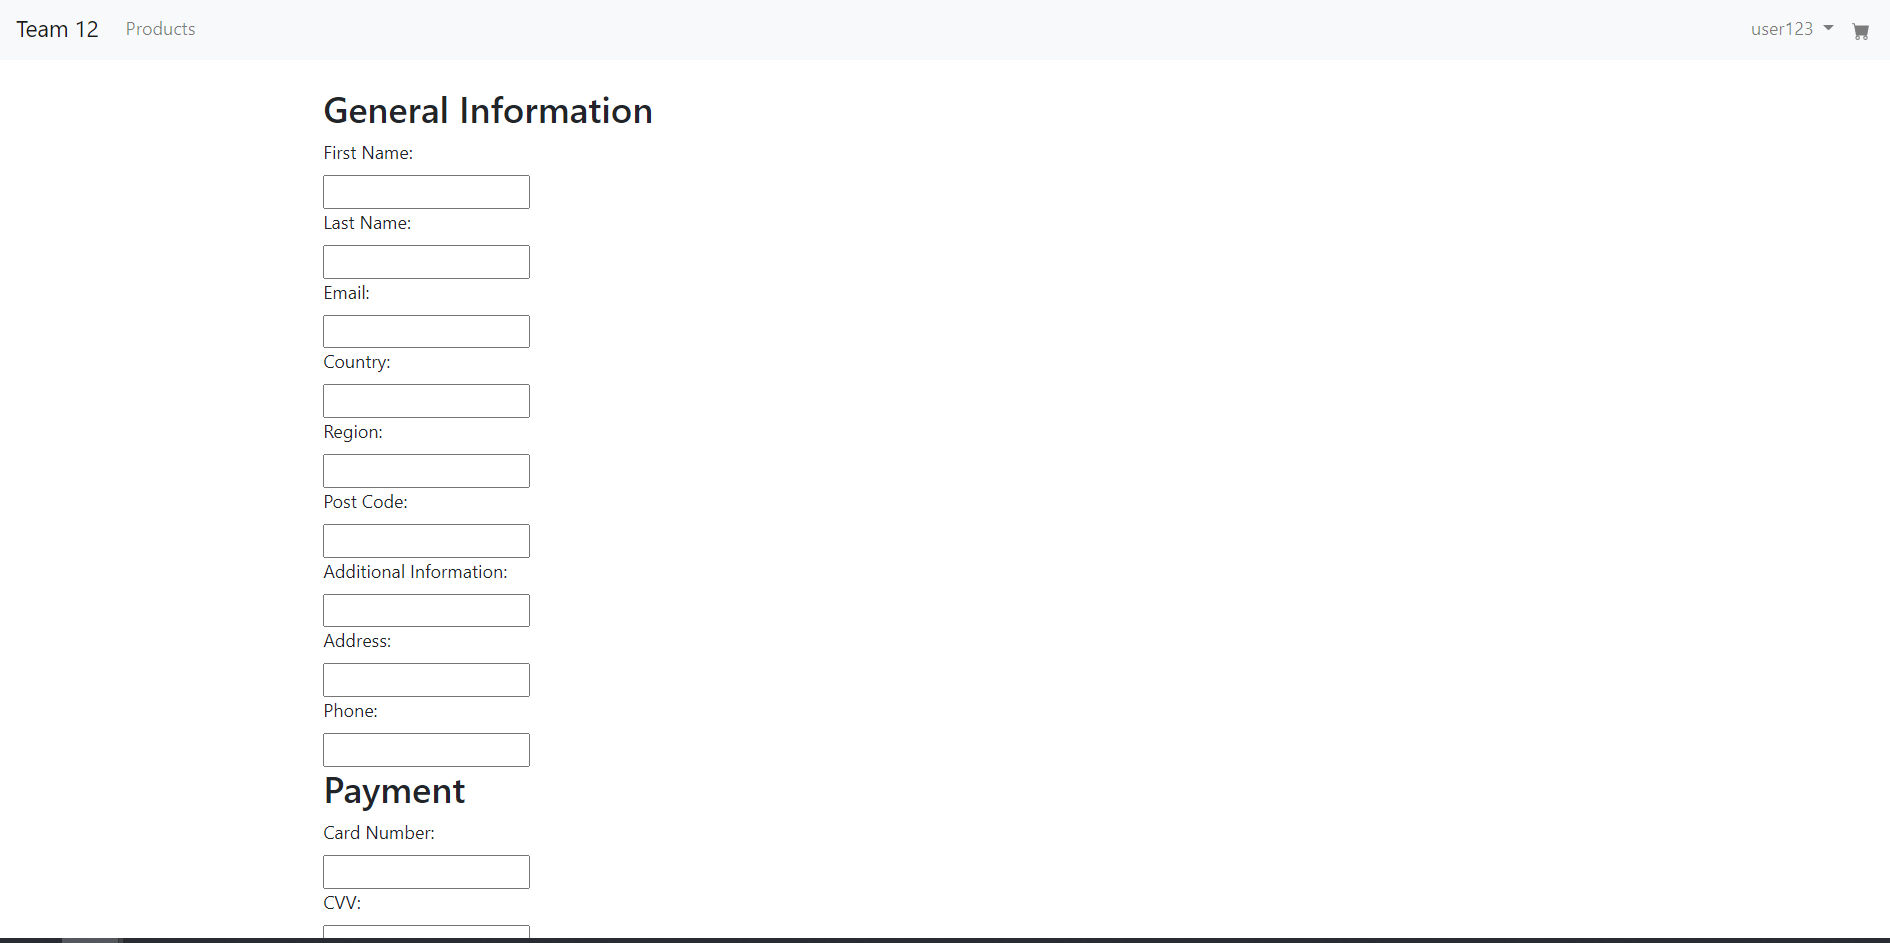 Team 12 Products user123
General Information
First Name:
Last Name:
Email:
Country:
Region:
Post Code:
Additional Information:
Address:
Phone:
Payment
Card Number:
CVV: